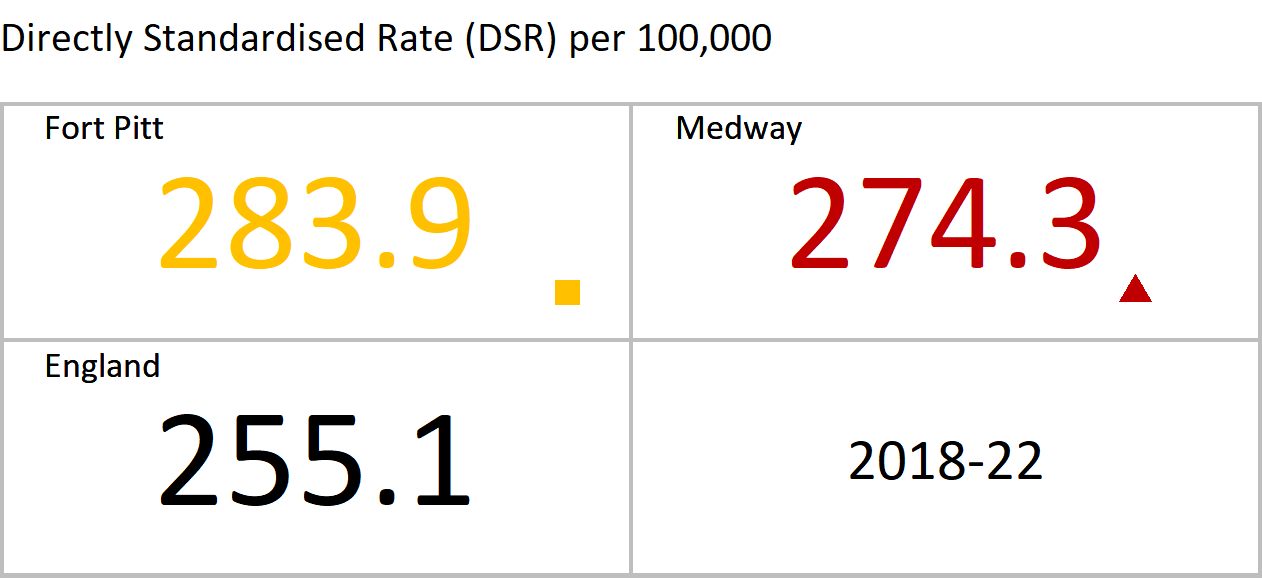 Directly Standardised Rate (DSR) per 100,000
Fort Pitt
283.9
Medway
274.3
England
255.1
2018-22